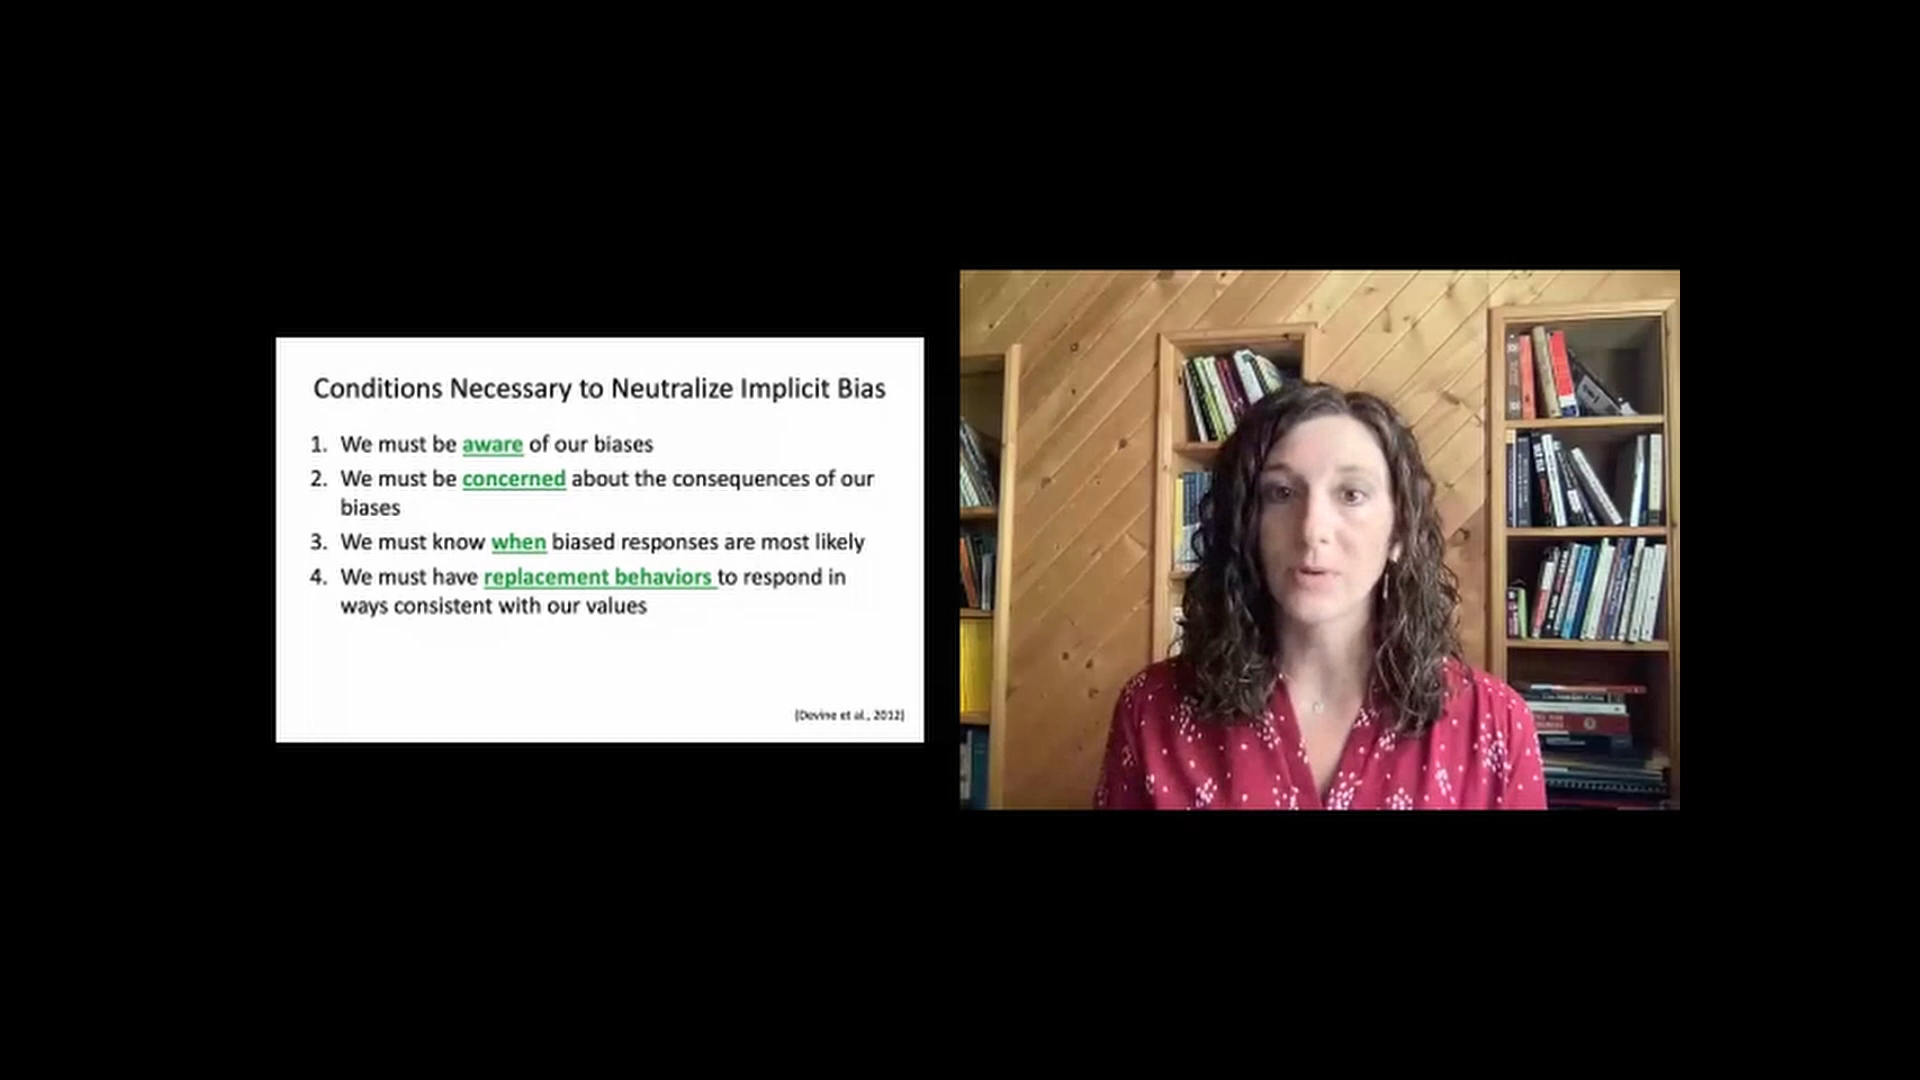 Conditions Necessary to Neutralize Implicit Bias
1. We must be aware of our biases
2. We must be concerned about the consequences of our
biases
3. We must know when biased responses are most likely
4. We must have replacement behaviors to respond in
ways consistent with our values
(Devine et al., 2012)